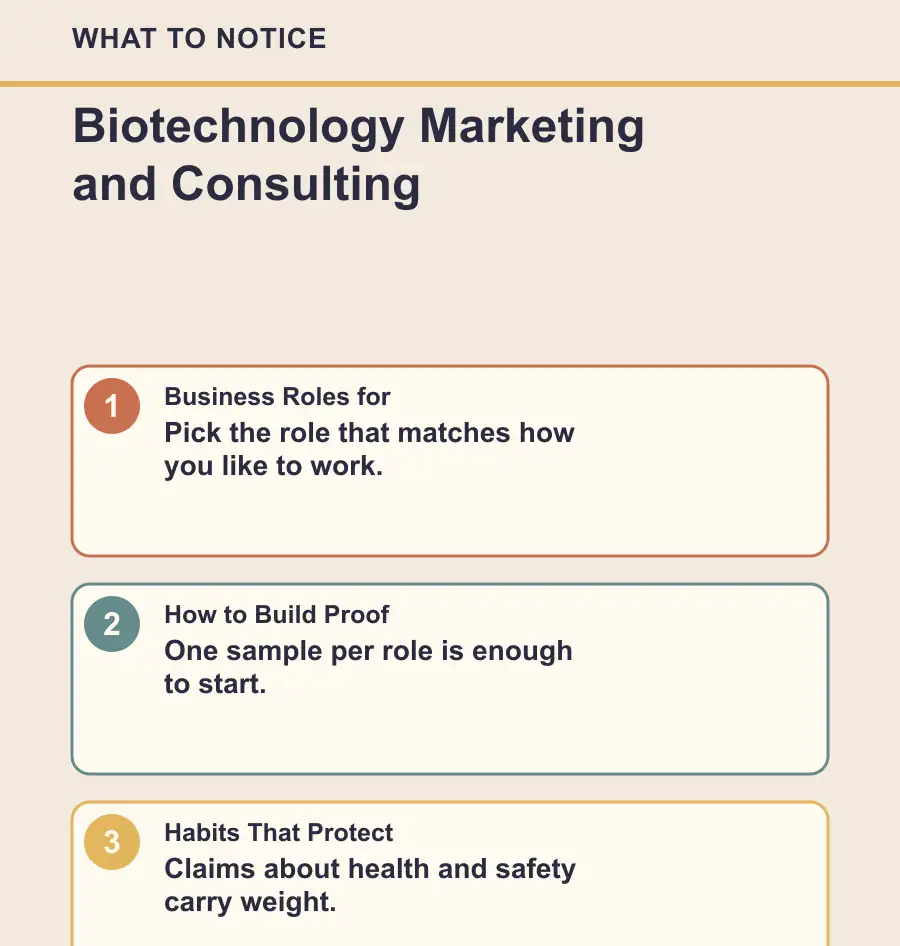 WHAT TO NOTICE
Biotechnology Marketing
and Consulting
1
Business Roles for
Pick the role that matches how
you like to work.
2
How to Build Proof
One sample per role is enough
to start.
3
Habits That Protect
Claims about health and safety
carry weight.